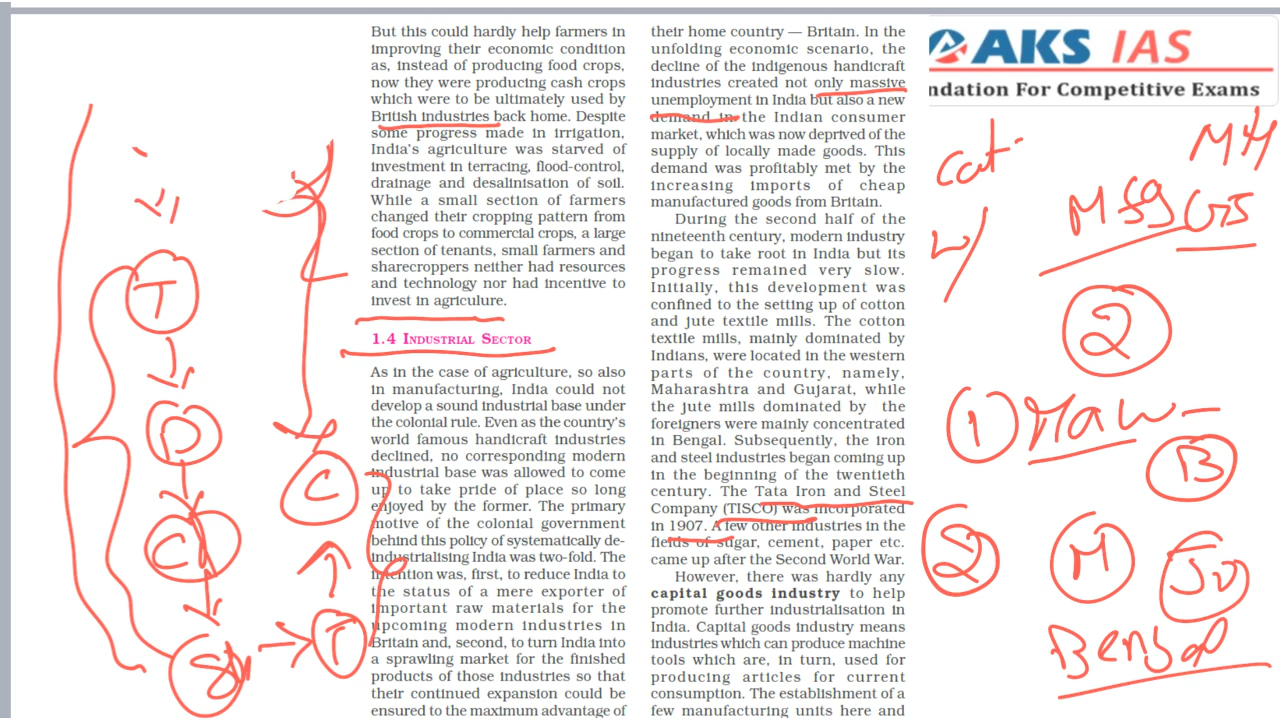 But this could hardly help farmers in
improving their economic condition
as, instead of producing food crops,
now they were producing cash crops
which were to be ultimately used by
British industries back home. Despite
some progress made in irrigation,
India's agriculture was starved of
investment in terracing, flood-control,
drainage and desalinisation of soil.
While a small section of farmers
changed their cropping pattern from
food crops to commercial crops, a large
section of tenants, small farmers and
sharecroppers neither had resources
and technology nor had incentive to
invest in agriculure.
1.4 INDUSTRIAL SECTOR
As in the case of agriculture, so also
in manufacturing, India could not
develop a sound industrial base under
the colonial rule. Even as the country's
world famous handicraft industries
declined, no corresponding modern
industrial base was allowed to come
up to take pride of place so long
enjoyed by the former. The primary
motive of the colonial government
behind this policy of systematically de-
industrialising India was two-fold. The
intention was, first, to reduce India to
the status of a mere exporter of
important raw materials for the
upcoming modern industries in
Britain and, second, to turn India into
a sprawling market for the finished
products of those industries so that
their continued expansion could be
ensured to the maximum advantage of
their home country — Britain. In the
unfolding economic scenario, the
decline of the indigenous handicraft
industries created not only massive
unemployment in India but also a new
demand in the Indian consumer
market, which was now deprived of the
supply of locally made goods. This
demand was profitably met by the
increasing imports of cheap
manufactured goods from Britain.
During the second half of the
nineteenth century, modern industry
began to take root in India but its
progress remained very slow.
Initially, this development was
confined to the setting up of cotton
and jute textile mills. The cotton
textile mills, mainly dominated by
Indians, were located in the western
parts of the country, namely,
Maharashtra and Gujarat, while
the jute mills dominated by the
foreigners were mainly concentrated
in Bengal. Subsequently, the iron
and steel industries began coming up
in the beginning of the twentieth
century. The Tata Iron and Steel
Company (TISCO) was incorporated
in 1907. A few other industries in the
fields of sugar, cement, paper etc.
came up after the Second World War.
However, there was hardly any
capital goods industry to help
promote further industrialisation in
India. Capital goods industry means
industries which can produce machine
tools which are, in turn, used for
producing articles for current
consumption. The establishment of a
few manufacturing units here and
AKS IAS
ndation For Competitive Exams
T
D
C
T
C
cot
MH
2
1 Raw –
B
2
M
Ju
Bengal